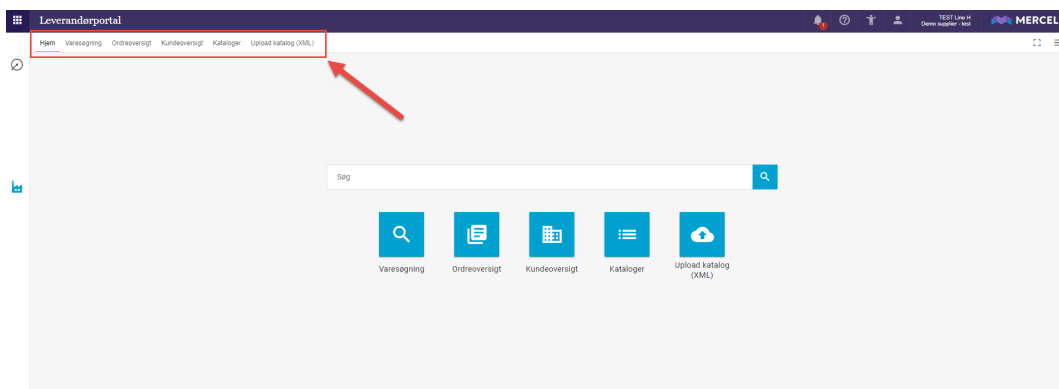 Leverandørportal
!
TEST Line H
Demo supplier - test
MERCEL
Hjem Varesøgning Ordreoversigt Kundeoversigt Kataloger Upload katalog (XML)
Søg
Varesøgning Ordreoversigt Kundeoversigt Kataloger Upload katalog
(XML)